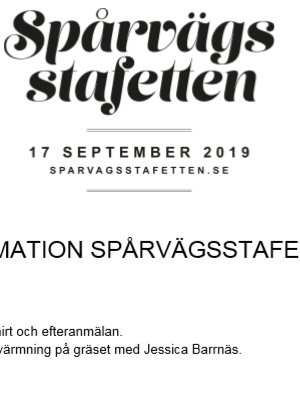 Spårvägs
stafetten
17 SEPTEMBER 2019
SPARVAGSSTAFETTEN.SE
MATION SPÅRVÄGSSTAFE
irt och efteranmälan.
värmning på gräset med Jessica Barrnäs.